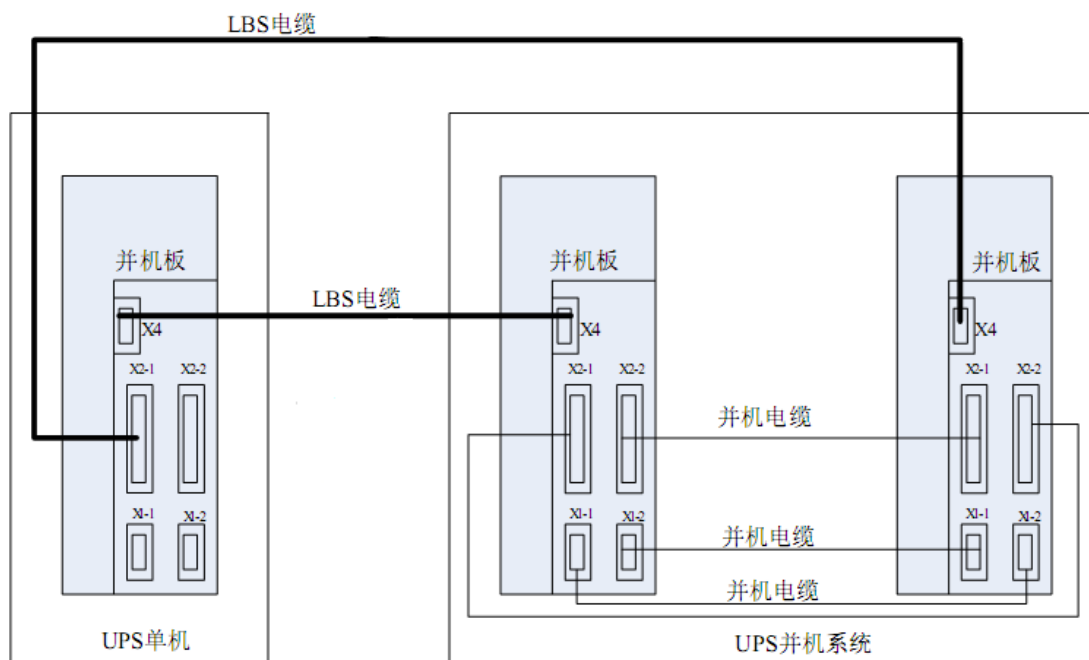 LBS电缆
并机板
并机板
并机板
LBS电缆
X4
X4
X4
X2-1
X2-2
X2-1
X2-2
X2-1
X2-2
并机电缆
X1-1
X1-2
X1-1
X1-2
X1-1
X1-2
并机电缆
并机电缆
UPS单机
UPS并机系统